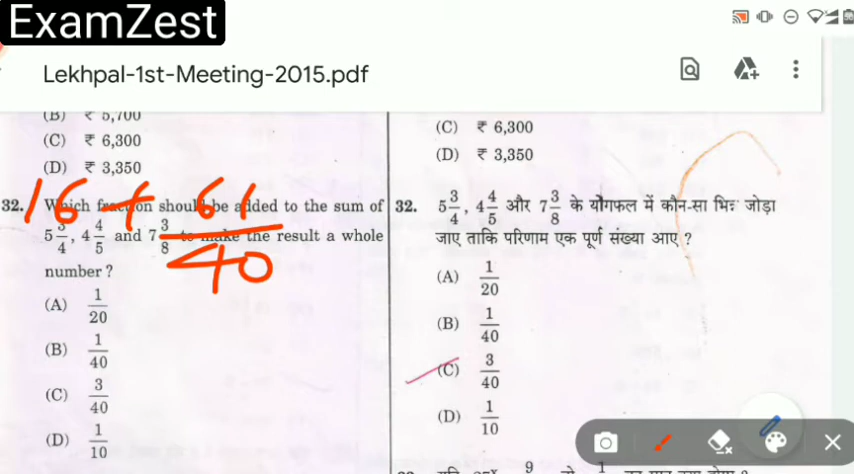 ExamZest
Lekhpal-1st-Meeting-2015.pdf
(B) ₹ 5,700
(C) ₹ 6,300
(D) ₹ 3,350
32. Which fraction should be added to the sum of
5 3/4, 4 4/5 and 7 3/8 to make the result a whole
number ?
(A) 1/20
(B) 1/40
(C) 3/40
(D) 1/10
16 + 61/40
(C) ₹ 6,300
(D) ₹ 3,350
32. 5 3/4, 4 4/5 और 7 3/8 के योगफल में कौन-सा भिन्न जोड़ा
जाए ताकि परिणाम एक पूर्ण संख्या आए ?
(A) 1/20
(B) 1/40
(C) 3/40
(D) 1/10